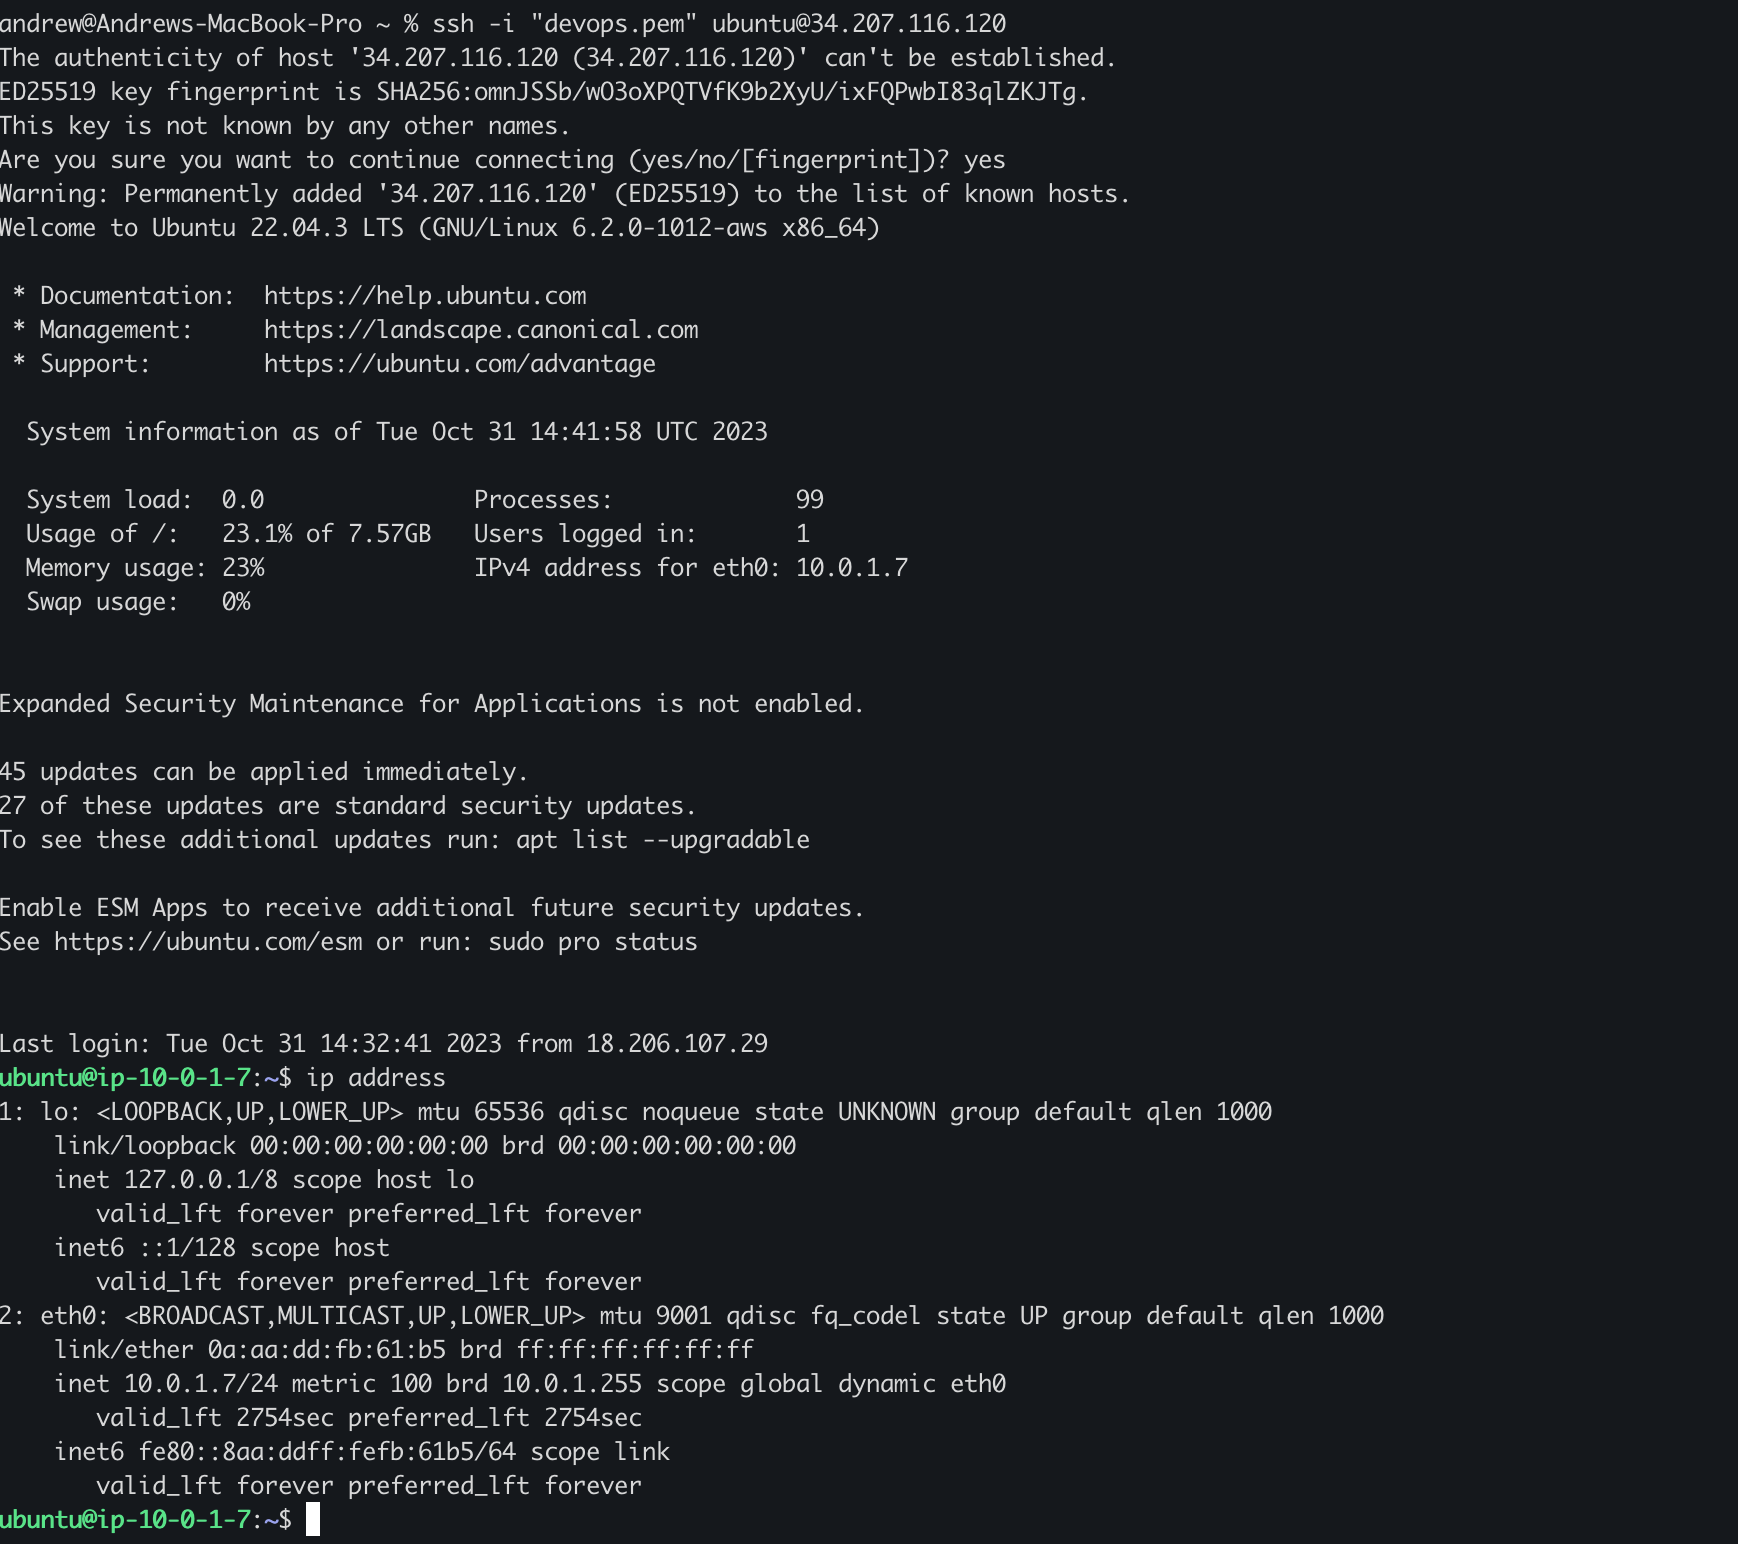 andrew@Andrews-MacBook-Pro ~ % ssh -i "devops.pem" ubuntu@34.207.116.120
The authenticity of host '34.207.116.120 (34.207.116.120)' can't be established.
ED25519 key fingerprint is SHA256:omnJSSb/wO3oXPQTVfK9b2XyU/ixFQPwbI83qlZKJTg.
This key is not known by any other names.
Are you sure you want to continue connecting (yes/no/[fingerprint])? yes
Warning: Permanently added '34.207.116.120' (ED25519) to the list of known hosts.
Welcome to Ubuntu 22.04.3 LTS (GNU/Linux 6.2.0-1012-aws x86_64)

 * Documentation:  https://help.ubuntu.com
 * Management:     https://landscape.canonical.com
 * Support:        https://ubuntu.com/advantage

  System information as of Tue Oct 31 14:41:58 UTC 2023

  System load:  0.0               Processes:             99
  Usage of /:   23.1% of 7.57GB   Users logged in:       1
  Memory usage: 23%               IPv4 address for eth0: 10.0.1.7
  Swap usage:   0%

Expanded Security Maintenance for Applications is not enabled.

45 updates can be applied immediately.
27 of these updates are standard security updates.
To see these additional updates run: apt list --upgradable

Enable ESM Apps to receive additional future security updates.
See https://ubuntu.com/esm or run: sudo pro status

Last login: Tue Oct 31 14:32:41 2023 from 18.206.107.29
ubuntu@ip-10-0-1-7:~$ ip address
1: lo: <LOOPBACK,UP,LOWER_UP> mtu 65536 qdisc noqueue state UNKNOWN group default qlen 1000
    link/loopback 00:00:00:00:00:00 brd 00:00:00:00:00:00
    inet 127.0.0.1/8 scope host lo
       valid_lft forever preferred_lft forever
    inet6 ::1/128 scope host
       valid_lft forever preferred_lft forever
2: eth0: <BROADCAST,MULTICAST,UP,LOWER_UP> mtu 9001 qdisc fq_codel state UP group default qlen 1000
    link/ether 0a:aa:dd:fb:61:b5 brd ff:ff:ff:ff:ff:ff
    inet 10.0.1.7/24 metric 100 brd 10.0.1.255 scope global dynamic eth0
       valid_lft 2754sec preferred_lft 2754sec
    inet6 fe80::8aa:ddff:fefb:61b5/64 scope link
       valid_lft forever preferred_lft forever
ubuntu@ip-10-0-1-7:~$